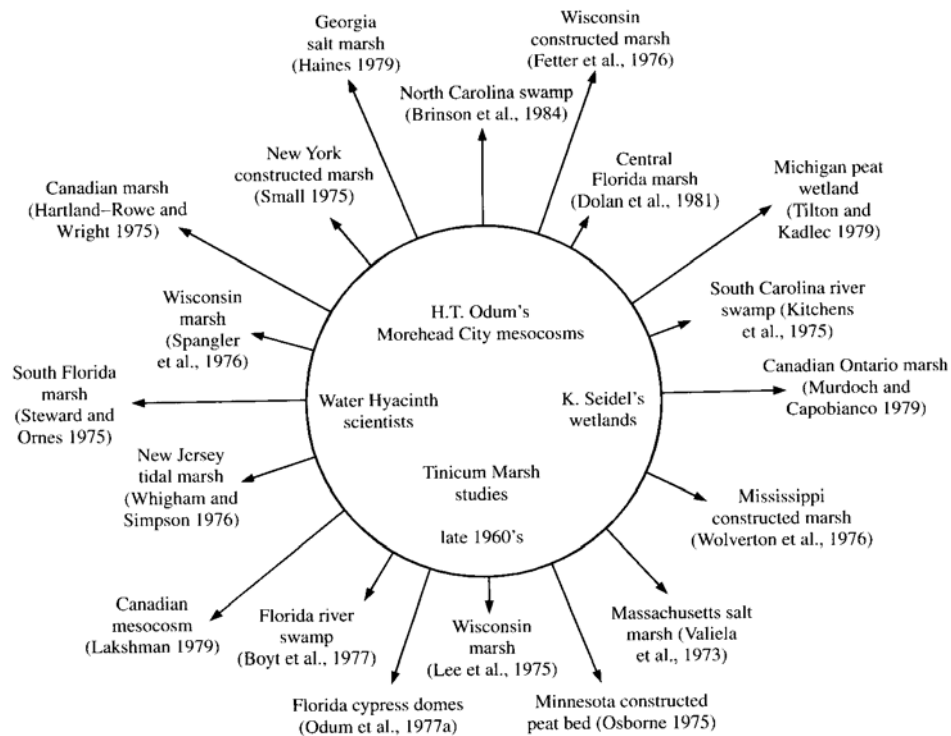 Georgia
salt marsh
(Haines 1979)
Wisconsin
constructed marsh
(Fetter et al., 1976)
North Carolina swamp
(Brinson et al., 1984)
New York
constructed marsh
(Small 1975)
Central
Florida marsh
(Dolan et al., 1981)
Michigan peat
wetland
(Tilton and
Kadlec 1979)
Canadian marsh
(Hartland–Rowe and
Wright 1975)
South Carolina river
swamp (Kitchens
et al., 1975)
Wisconsin
marsh
(Spangler
et al., 1976)
H.T. Odum's
Morehead City mesocosms
Canadian Ontario marsh
(Murdoch and
Capobianco 1979)
South Florida
marsh
(Steward and
Ornes 1975)
Water Hyacinth
scientists
K. Seidel's
wetlands
New Jersey
tidal marsh
(Whigham and
Simpson 1976)
Tinicum Marsh
studies
late 1960's
Mississippi
constructed marsh
(Wolverton et al., 1976)
Canadian
mesocosm
(Lakshman 1979)
Florida river
swamp
(Boyt et al., 1977)
Wisconsin
marsh
(Lee et al., 1975)
Massachusetts salt
marsh (Valiela
et al., 1973)
Florida cypress domes
(Odum et al., 1977a)
Minnesota constructed
peat bed (Osborne 1975)